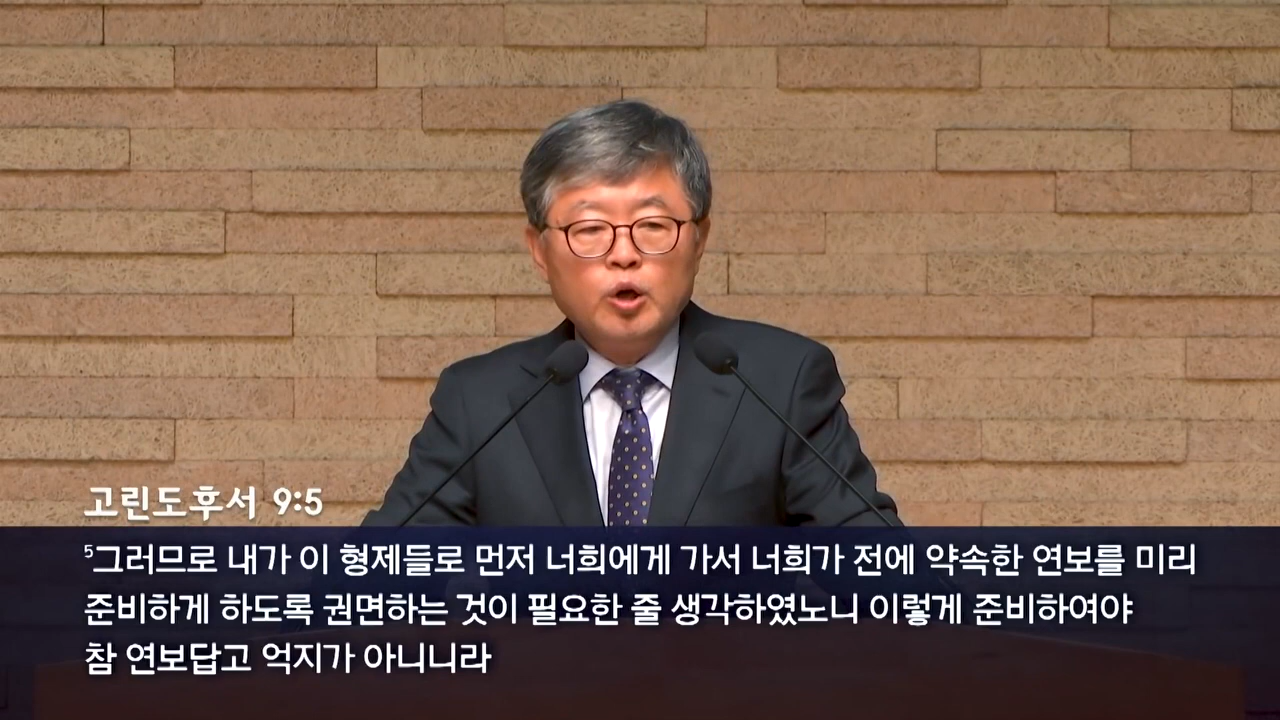 고린도후서 9:5
⁵그러므로 내가 이 형제들로 먼저 너희에게 가서 너희가 전에 약속한 연보를 미리
준비하게 하도록 권면하는 것이 필요한 줄 생각하였노니 이렇게 준비하여야
참 연보답고 억지가 아니니라